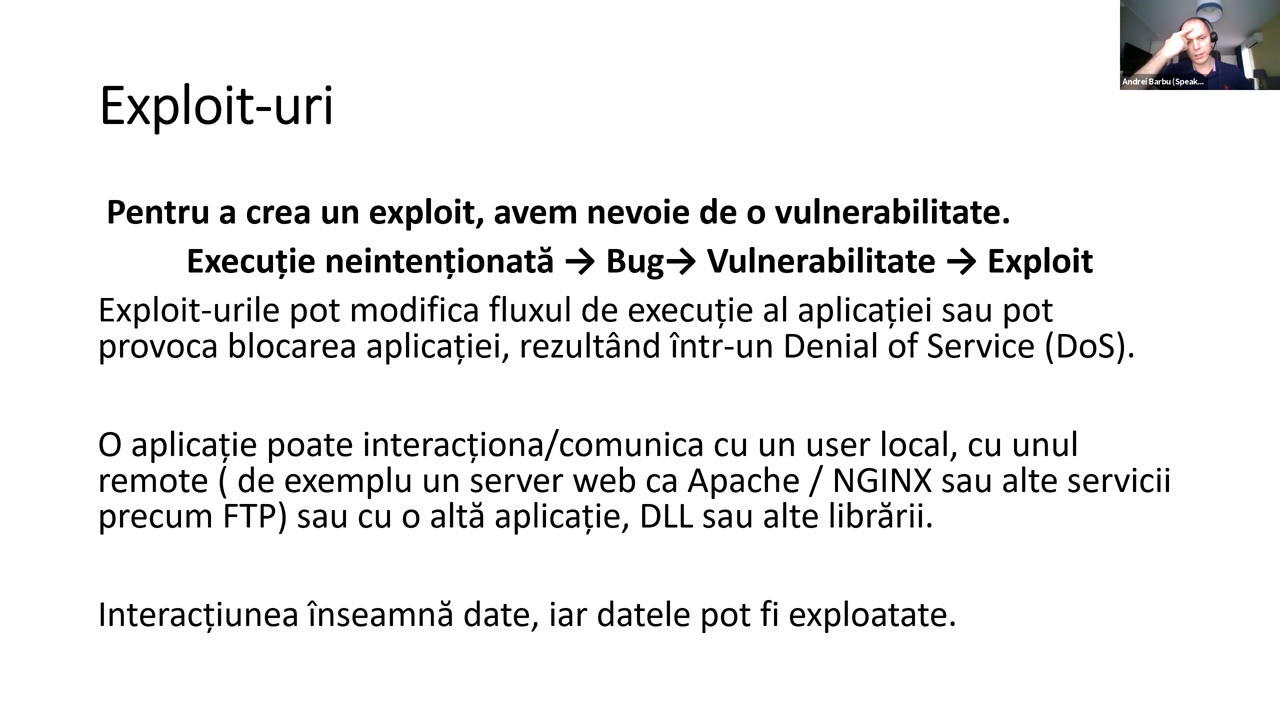 Andrei Barbu (Speak...
Exploit-uri
Pentru a crea un exploit, avem nevoie de o vulnerabilitate.
Execuție neintenționată → Bug→ Vulnerabilitate → Exploit
Exploit-urile pot modifica fluxul de execuție al aplicației sau pot
provoca blocarea aplicației, rezultând într-un Denial of Service (DoS).
O aplicație poate interacționa/comunica cu un user local, cu unul
remote ( de exemplu un server web ca Apache / NGINX sau alte servicii
precum FTP) sau cu o altă aplicație, DLL sau alte librării.
Interacțiunea înseamnă date, iar datele pot fi exploatate.